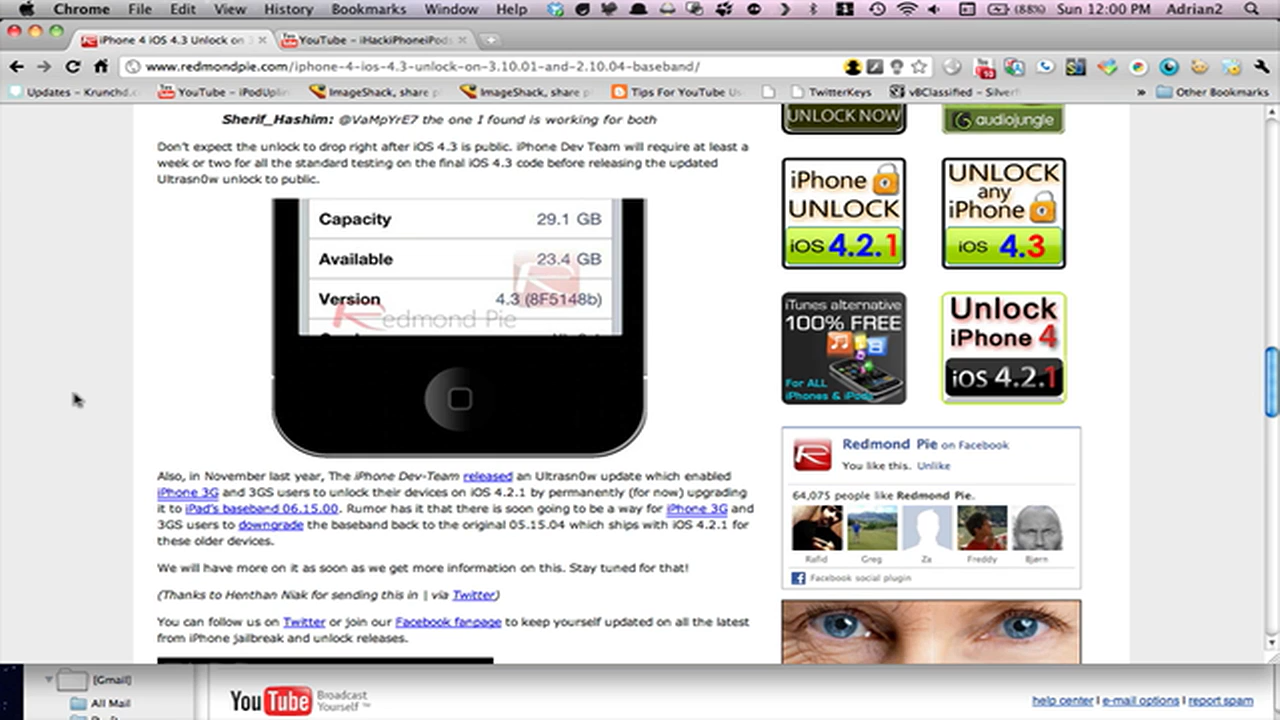 Chrome File Edit View History Bookmarks Window Help (88%) Sun 12:00 PM Adrian2
iPhone 4 iOS 4.3 Unlock on
YouTube - iHackiPhoneiPods
www.redmondpie.com/iphone-4-ios-4.3-unlock-on-3.10.01-and-2.10.04-baseband/
Updates – Krunchd.c
YouTube – iPodUplin
ImageShack, share p
ImageShack, share p
Tips For YouTube Us
TwitterKeys
vBClassified – Silverf
» Other Bookmarks
Sherif_Hashim: @VaMpYrE7 the one I found is working for both
Don't expect the unlock to drop right after iOS 4.3 is public. iPhone Dev Team will require at least a
week or two for all the standard testing on the final iOS 4.3 code before releasing the updated
Ultrasn0w unlock to public.
Capacity 29.1 GB
Available 23.4 GB
Version 4.3 (8F5148b)
Redmond Pie
Also, in November last year, The iPhone Dev-Team released an Ultrasn0w update which enabled
iPhone 3G and 3GS users to unlock their devices on iOS 4.2.1 by permanently (for now) upgrading
it to iPad's baseband 06.15.00. Rumor has it that there is soon going to be a way for iPhone 3G and
3GS users to downgrade the baseband back to the original 05.15.04 which ships with iOS 4.2.1 for
these older devices.
We will have more on it as soon as we get more information on this. Stay tuned for that!
(Thanks to Henthan Niak for sending this in | via Twitter)
You can follow us on Twitter or join our Facebook fanpage to keep yourself updated on all the latest
from iPhone jailbreak and unlock releases.
UNLOCK NOW
audiojungle
iPhone
UNLOCK
iOS 4.2.1
UNLOCK
any
iPhone
iOS 4.3
iTunes alternative
100% FREE
For ALL
iPhones & iPods
Unlock
iPhone 4
iOS 4.2.1
Redmond Pie on Facebook
You like this. Unlike
64,075 people like Redmond Pie.
Rafid Greg Ze Freddy Bjørn
Facebook social plugin
[Gmail]
All Mail
YouTube Broadcast
Yourself ™
help center | e-mail options | report spam